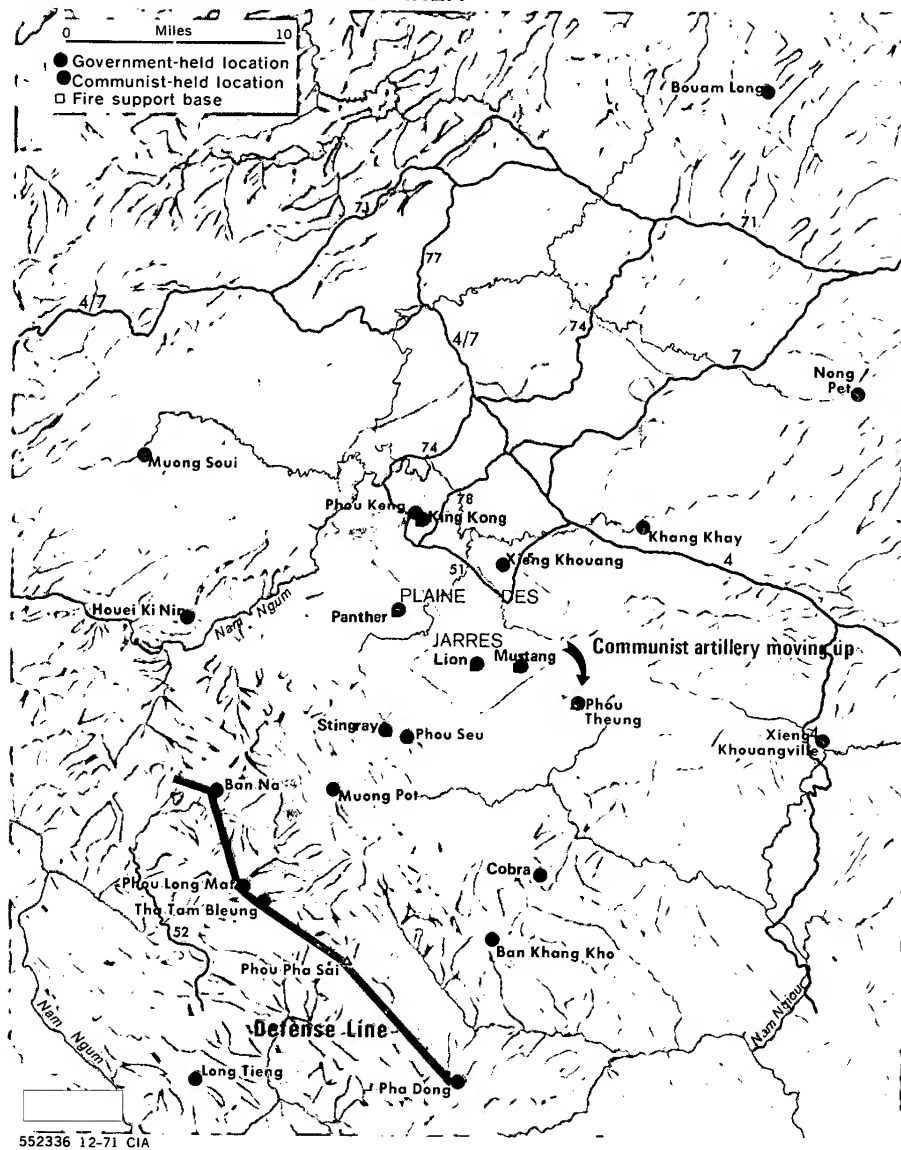 0 Miles 10
Government-held location
Communist-held location
Fire support base
Bouam Long
71
71
77
4/7
4/7
74
7
Nong
Pet
74
Muong Soui
78
Phou Keng
King Kong
Khang Khay
51
Xieng Khouang
4
PLAINE DES
Houei Ki Nin
Nam Ngum
Panther
JARRES
Communist artillery moving up
Lion
Mustang
Phou
Theung
Stingray
Phou Seu
Xieng
Khouangville
Ban Na
Muong Pot
Phou Long Mat
Cobra
Tha Tam Bleung
52
Ban Khang Kho
Phou Pha Sai
Nam Ngiou
Nam Ngum
Defense Line
Long Tieng
Pha Dong
552336 12-71 CIA